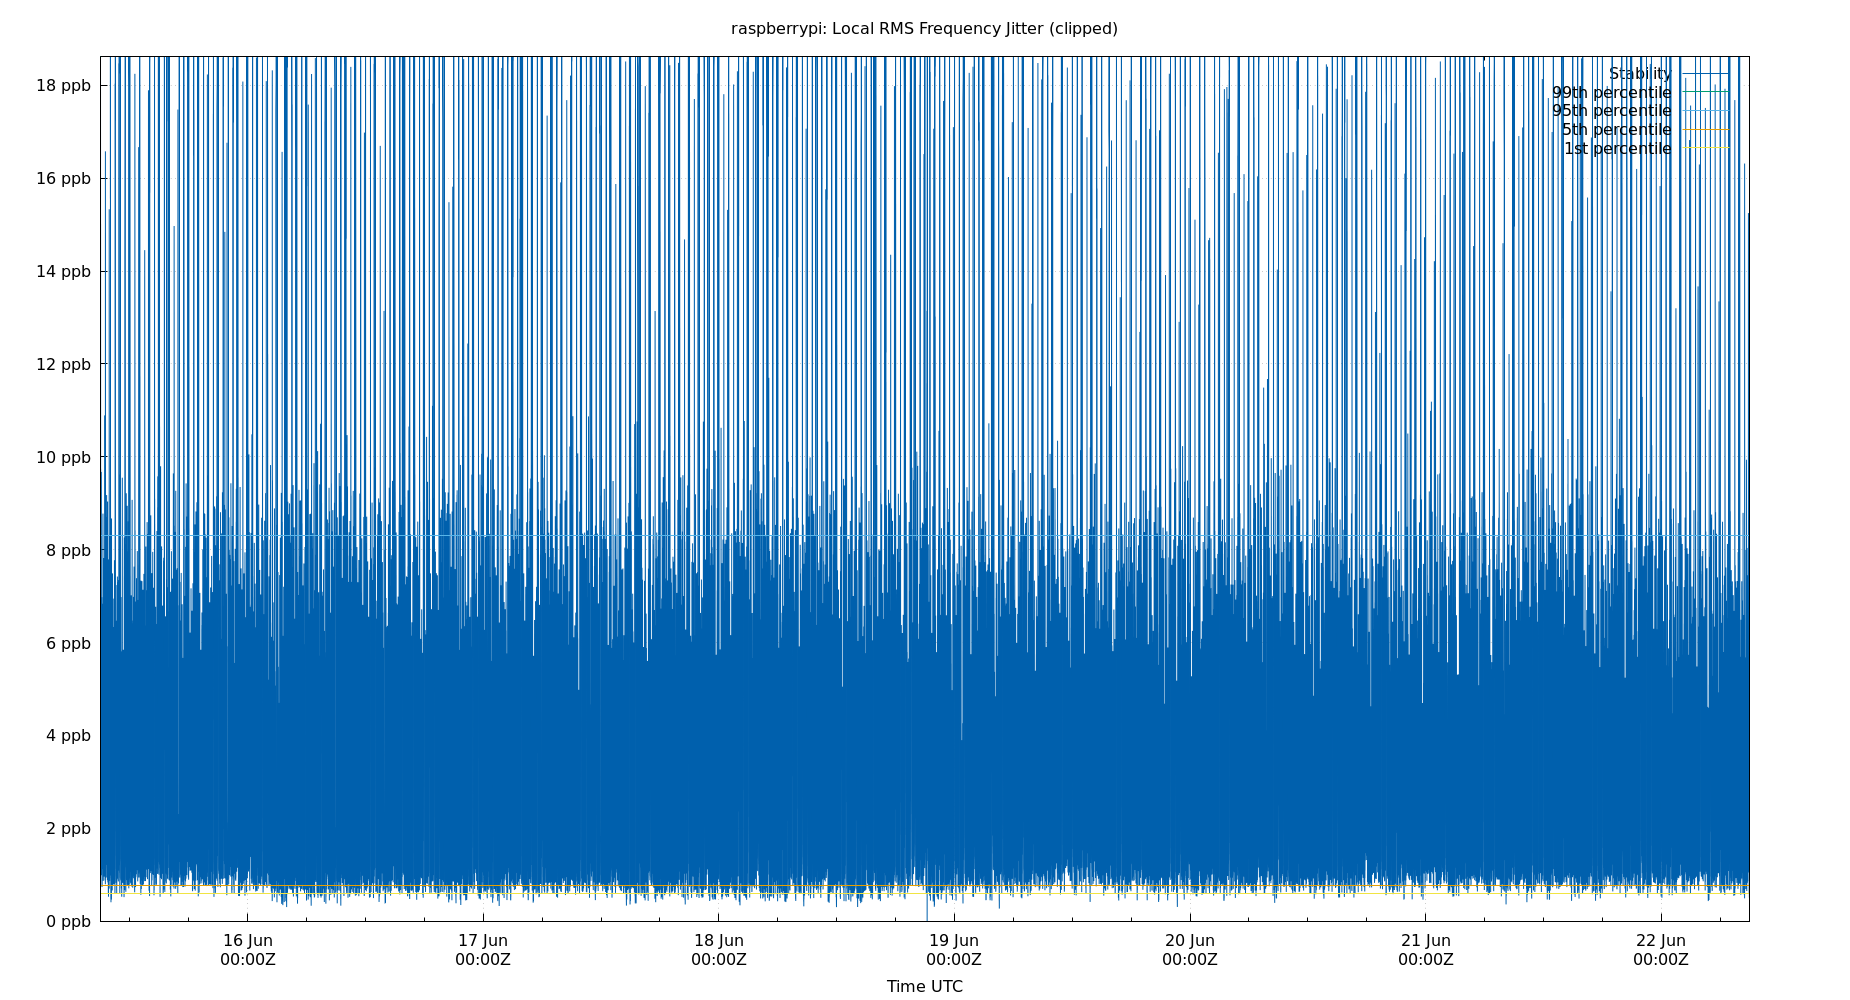 raspberrypi: Local RMS Frequency Jitter (clipped)
18 ppb
16 ppb
14 ppb
12 ppb
10 ppb
8 ppb
6 ppb
4 ppb
2 ppb
0 ppb
Stability
99th percentile
95th percentile
5th percentile
1st percentile
16 Jun 17 Jun 18 Jun 19 Jun 20 Jun 21 Jun 22 Jun
00:00Z 00:00Z 00:00Z 00:00Z 00:00Z 00:00Z 00:00Z
Time UTC